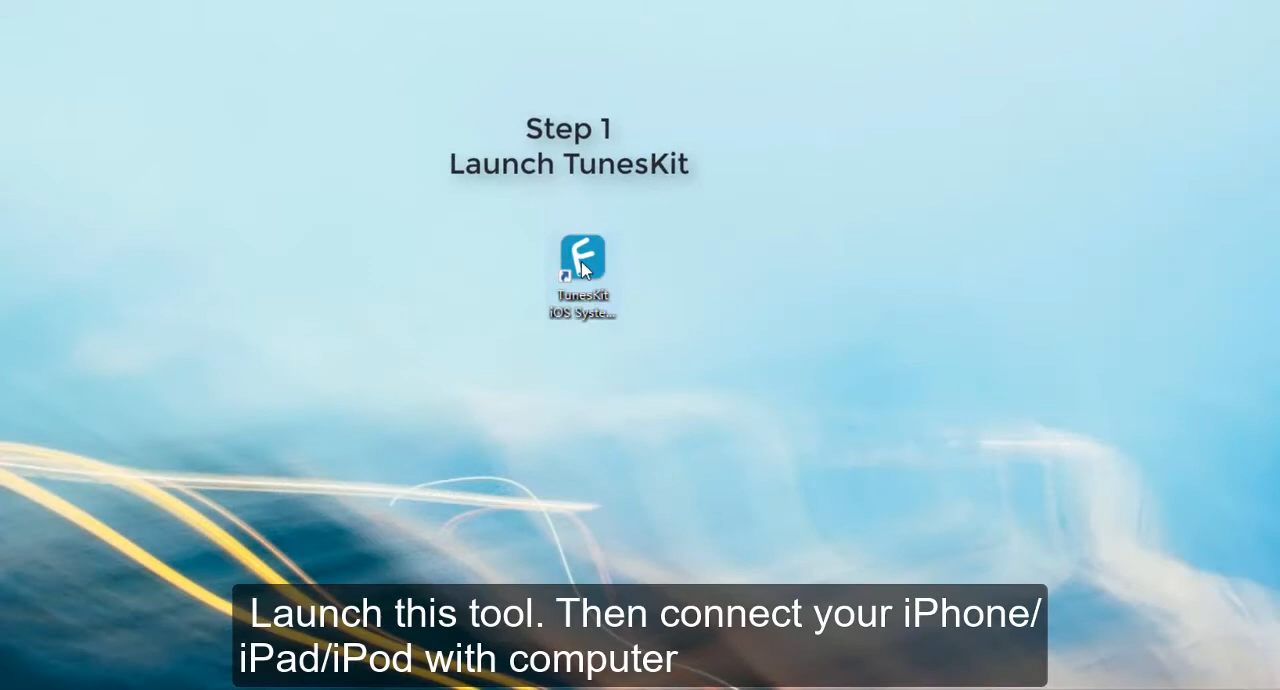 Step 1
Launch TunesKit
TunesKit
iOS Syste...
Launch this tool. Then connect your iPhone/
iPad/iPod with computer